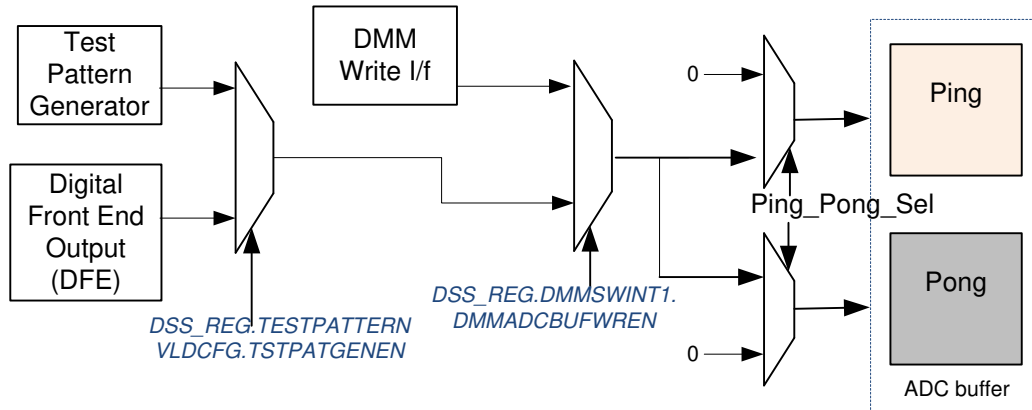 Test
Pattern
Generator
DMM
Write I/f
0
Ping
Digital
Front End
Output
(DFE)
Ping_Pong_Sel
DSS_REG.TESTPATTERN
VLDCFG.TSTPATGENEN
DSS_REG.DMMSWINT1.
DMMADCBUFWREN
Pong
0
ADC buffer